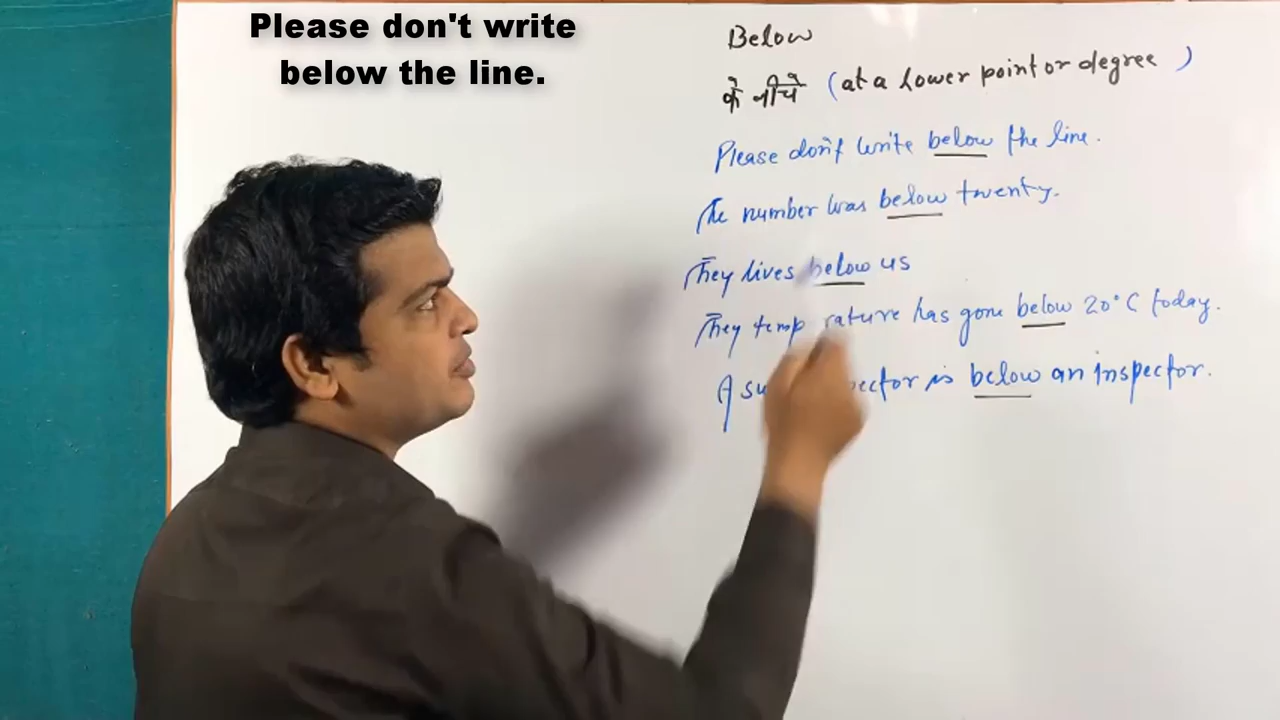 Please don't write
below the line.
Below
के नीचे (at a lower point or degree)
Please don't write below the line.
The number was below twenty.
They lives below us
They temp rature has gone below 20°C today.
A su ector is below an inspector.